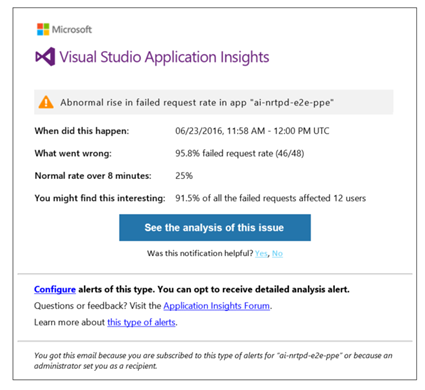 Microsoft
Visual Studio Application Insights
Abnormal rise in failed request rate in app "ai-nrtpd-e2e-ppe"
When did this happen: 06/23/2016, 11:58 AM - 12:00 PM UTC
What went wrong: 95.8% failed request rate (46/48)
Normal rate over 8 minutes: 25%
You might find this interesting: 91.5% of all the failed requests affected 12 users
See the analysis of this issue
Was this notification helpful? Yes, No
Configure alerts of this type. You can opt to receive detailed analysis alert.
Questions or feedback? Visit the Application Insights Forum.
Learn more about this type of alerts.
You got this email because you are subscribed to this type of alerts for "ai-nrtpd-e2e-ppe" or because an
administrator set you as a recipient.